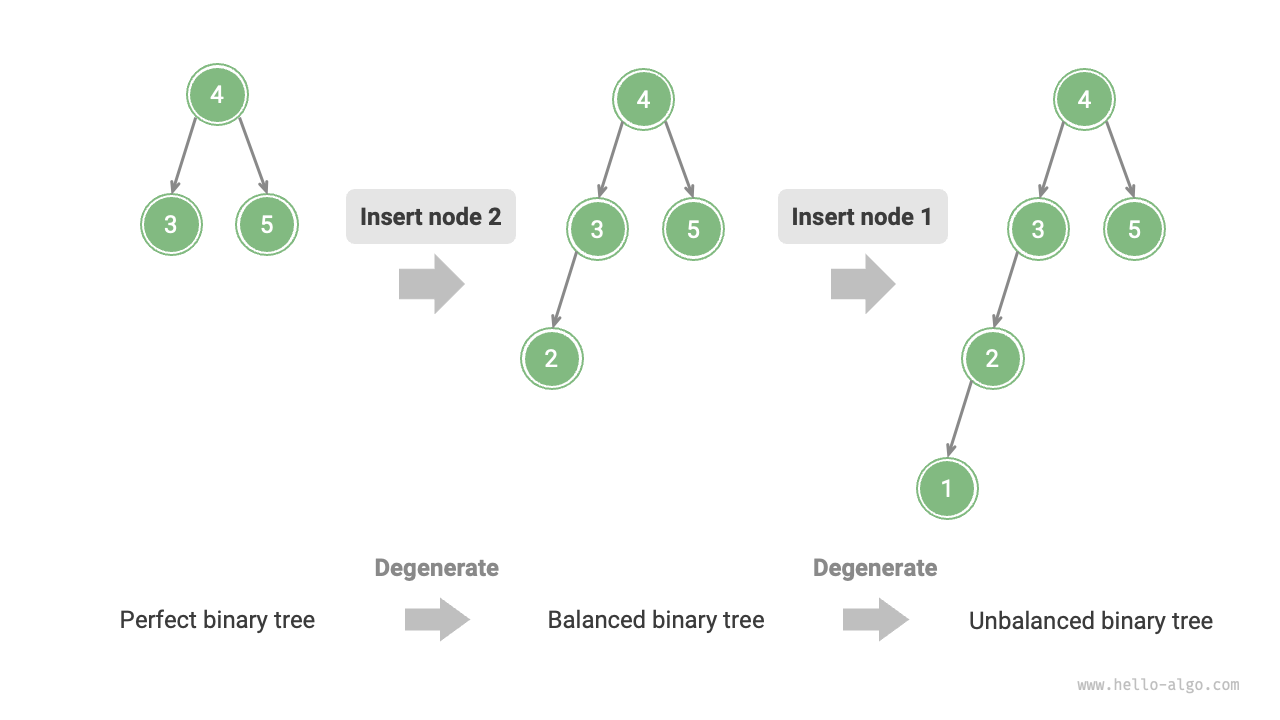 4
3
5
Insert node 2
4
3
5
2
Insert node 1
4
3
5
2
1
Degenerate
Degenerate
Perfect binary tree
Balanced binary tree
Unbalanced binary tree
www.hello-algo.com